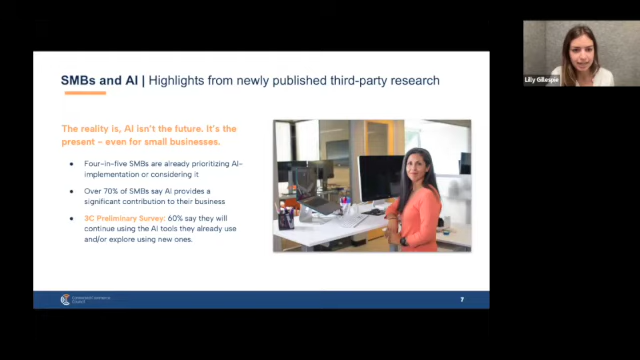 SMBs and AI | Highlights from newly published third-party research
Lilly Gillespie
The reality is, AI isn't the future. It's the
present – even for small businesses.
• Four-in-five SMBs are already prioritizing AI-
implementation or considering it
• Over 70% of SMBs say AI provides a
significant contribution to their business
• 3C Preliminary Survey: 60% say they will
continue using the AI tools they already use
and/or explore using new ones.
Connected Commerce
Council
7